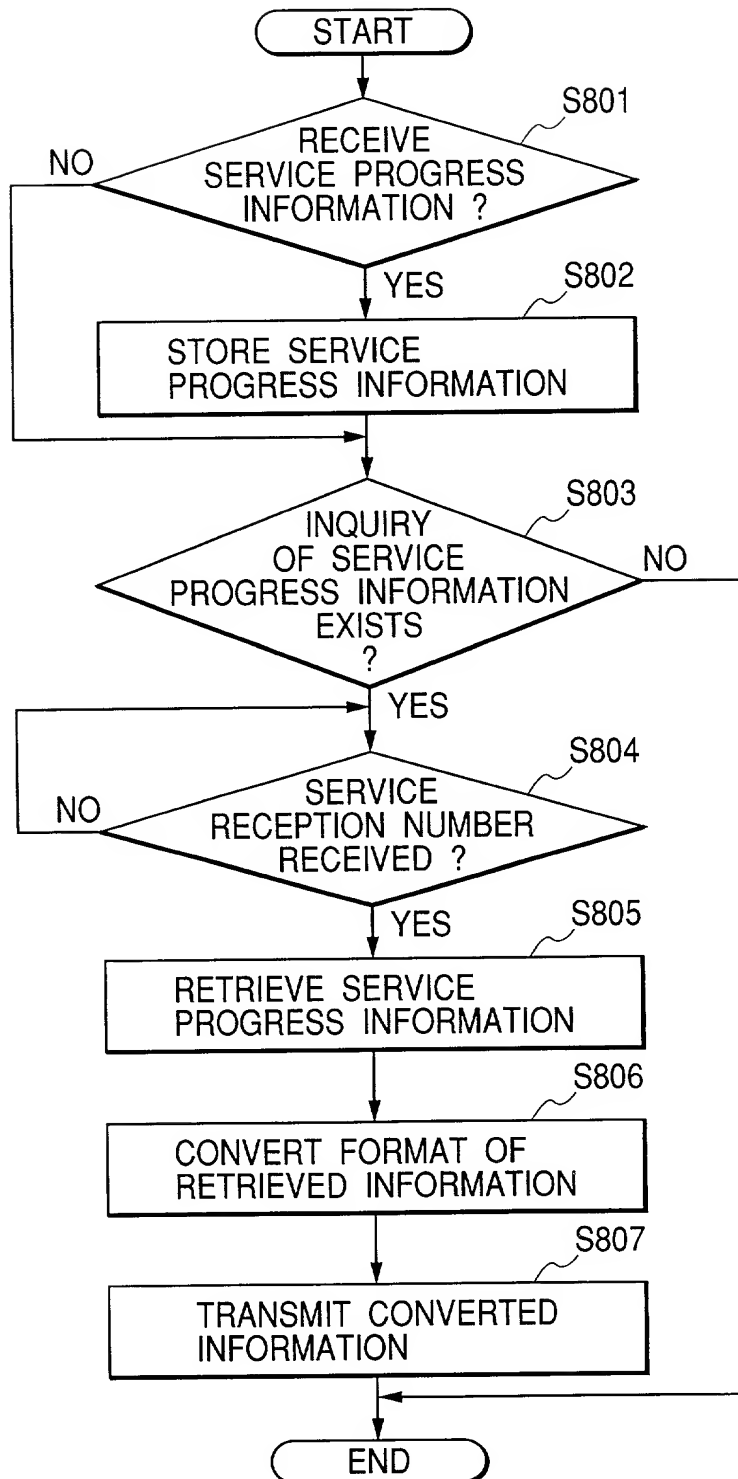 START
S801
RECEIVE
SERVICE PROGRESS
INFORMATION ?
NO
YES
S802
STORE SERVICE
PROGRESS INFORMATION
S803
INQUIRY
OF SERVICE
PROGRESS INFORMATION
EXISTS
?
NO
YES
S804
SERVICE
RECEPTION NUMBER
RECEIVED ?
NO
YES
S805
RETRIEVE SERVICE
PROGRESS INFORMATION
S806
CONVERT FORMAT OF
RETRIEVED INFORMATION
S807
TRANSMIT CONVERTED
INFORMATION
END